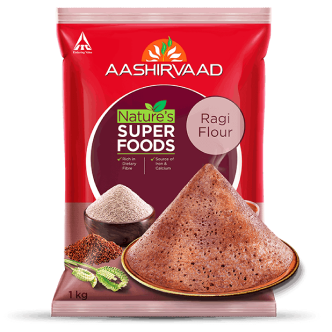 AASHIRVAAD
Nature's
SUPER
FOODS
Ragi
Flour
Rich in
Dietary
Fibre
Source of
Iron &
Calcium
1 kg